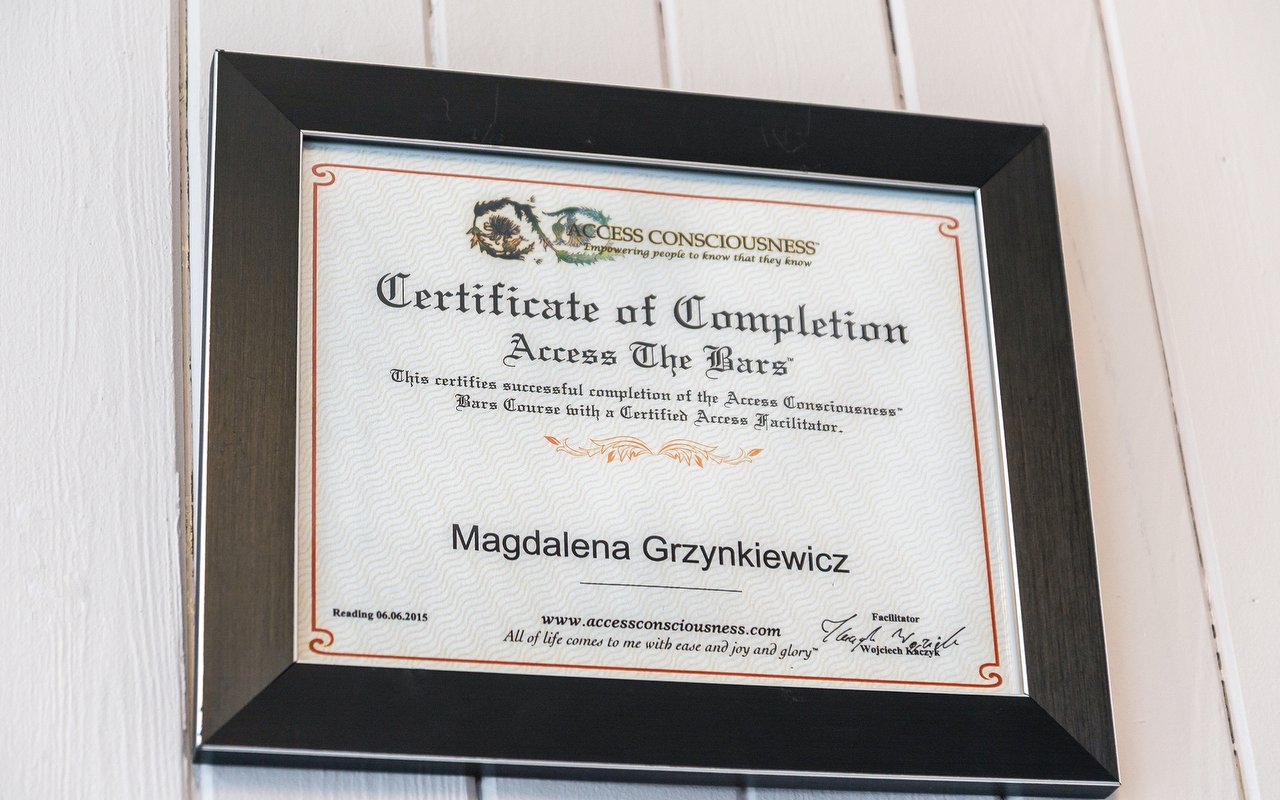 ACCESS CONSCIOUSNESS™
Empowering people to know that they know
Certificate of Completion
Access The Bars™
This certifies successful completion of the Access Consciousness™
Bars Course with a Certified Access Facilitator.
Magdalena Grzynkiewicz
Reading 06.06.2015
www.accessconsciousness.com
All of life comes to me with ease and joy and glory™
Facilitator
Wojciech Kaczyk